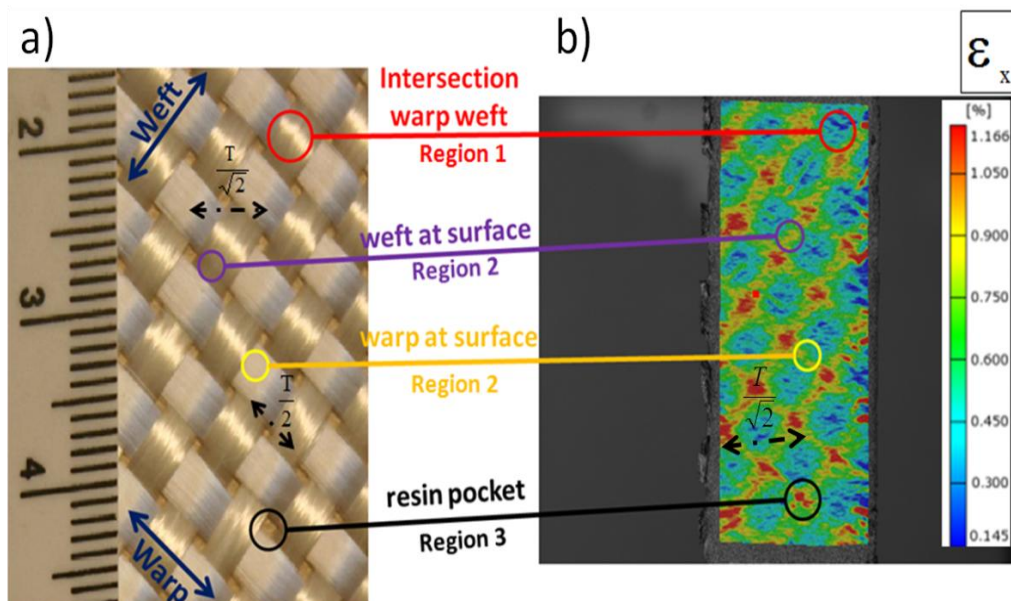 a)
b)
ε x
Weft
Warp
2
3
4
T
√2
T
2
Intersection
warp weft
Region 1
weft at surface
Region 2
warp at surface
Region 2
resin pocket
Region 3
T
√2
[%]
1.166
1.050
0.900
0.750
0.600
0.450
0.300
0.145